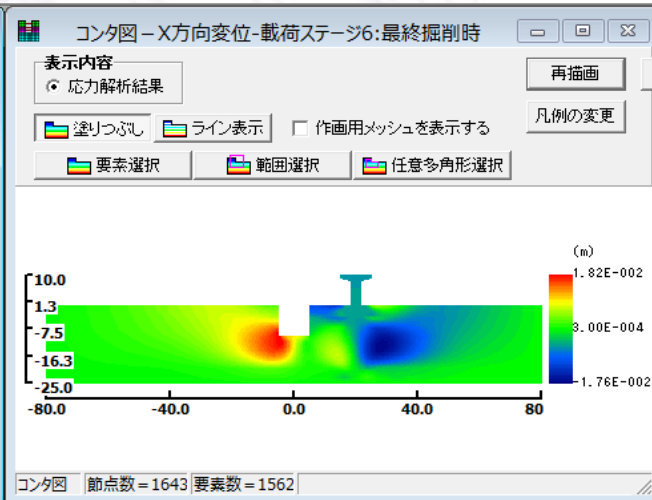 コンタ図－X方向変位-載荷ステージ6:最終掘削時
表示内容
応力解析結果
再描画
塗りつぶし ライン表示 作画用メッシュを表示する
凡例の変更
要素選択 範囲選択 任意多角形選択
(m)
10.0
1.82E-002
1.3
-7.5
3.00E-004
-16.3
-25.0
-1.76E-002
-80.0 -40.0 0.0 40.0 80
コンタ図 節点数=1643 要素数=1562